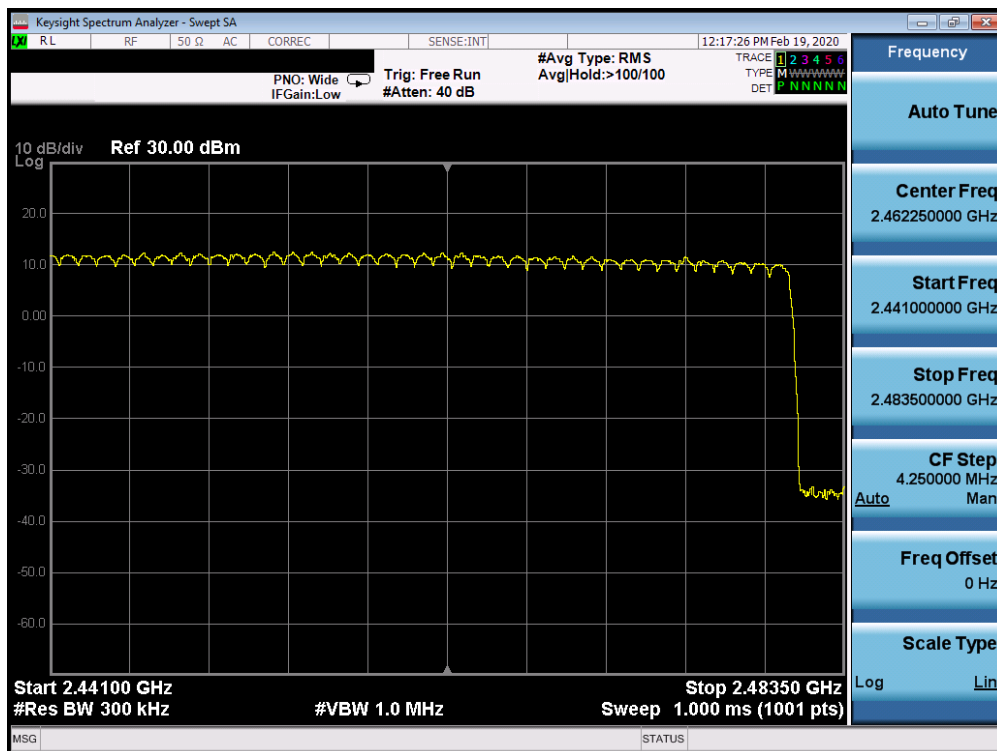 Keysight Spectrum Analyzer - Swept SA
LXI RL RF 50 Ω AC CORREC SENSE:INT 12:17:26 PM Feb 19, 2020
PNO: Wide
IFGain:Low
Trig: Free Run
#Atten: 40 dB
#Avg Type: RMS
Avg|Hold:>100/100
TRACE 1 2 3 4 5 6
TYPE M WWWWW
DET P N N N N N
10 dB/div
Log
Ref 30.00 dBm
20.0
10.0
0.00
-10.0
-20.0
-30.0
-40.0
-50.0
-60.0
Start 2.44100 GHz
Stop 2.48350 GHz
#Res BW 300 kHz
#VBW 1.0 MHz
Sweep 1.000 ms (1001 pts)
MSG
STATUS
Frequency
Auto Tune
Center Freq
2.462250000 GHz
Start Freq
2.441000000 GHz
Stop Freq
2.483500000 GHz
CF Step
4.250000 MHz
Auto Man
Freq Offset
0 Hz
Scale Type
Log Lin